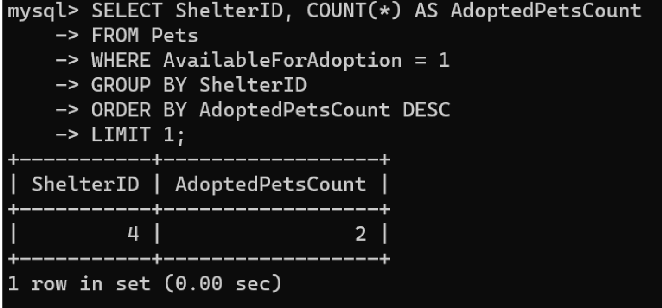 mysql> SELECT ShelterID, COUNT(*) AS AdoptedPetsCount
    -> FROM Pets
    -> WHERE AvailableForAdoption = 1
    -> GROUP BY ShelterID
    -> ORDER BY AdoptedPetsCount DESC
    -> LIMIT 1;
+-----------+------------------+
| ShelterID | AdoptedPetsCount |
+-----------+------------------+
|         4 |                2 |
+-----------+------------------+
1 row in set (0.00 sec)